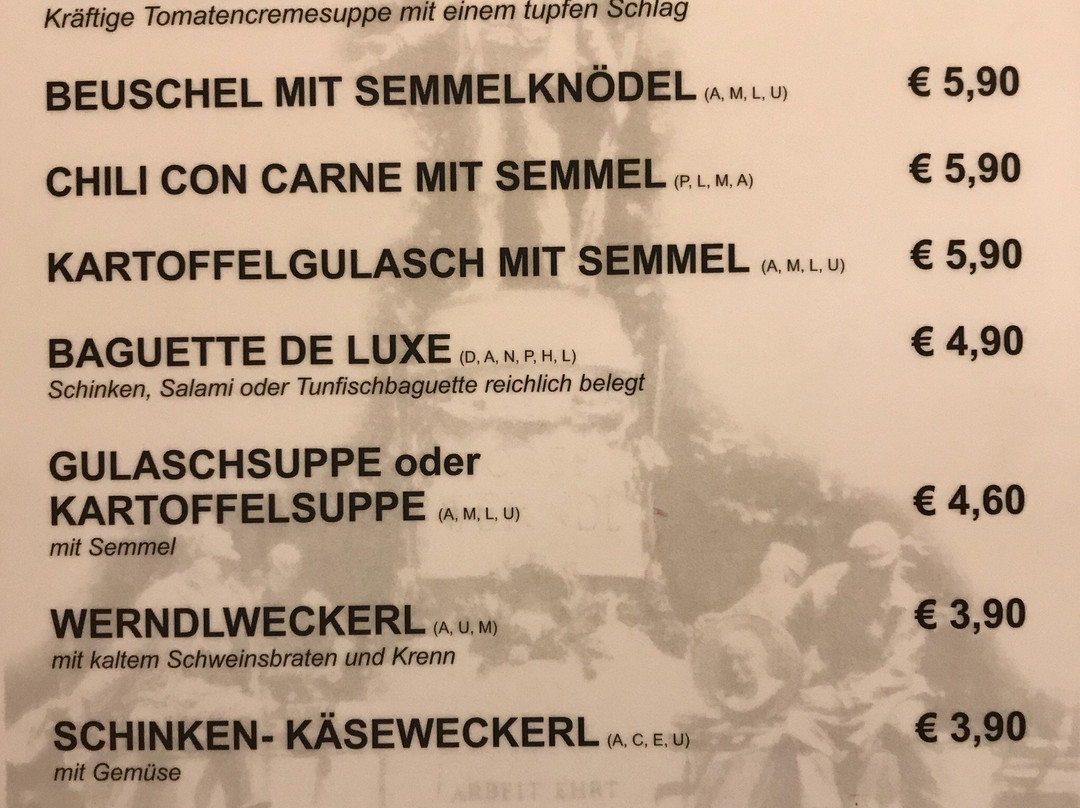 Kräftige Tomatencremesuppe mit einem tupfen Schlag
BEUSCHEL MIT SEMMELKNÖDEL (A, M, L, U) € 5,90
CHILI CON CARNE MIT SEMMEL (P, L, M, A) € 5,90
KARTOFFELGULASCH MIT SEMMEL (A, M, L, U) € 5,90
BAGUETTE DE LUXE (D, A, N, P, H, L) € 4,90
Schinken, Salami oder Tunfischbaguette reichlich belegt
GULASCHSUPPE oder
KARTOFFELSUPPE (A, M, L, U) € 4,60
mit Semmel
WERNDLWECKERL (A, U, M) € 3,90
mit kaltem Schweinsbraten und Krenn
SCHINKEN- KÄSEWECKERL (A, C, E, U) € 3,90
mit Gemüse
ARBEIT EHRT